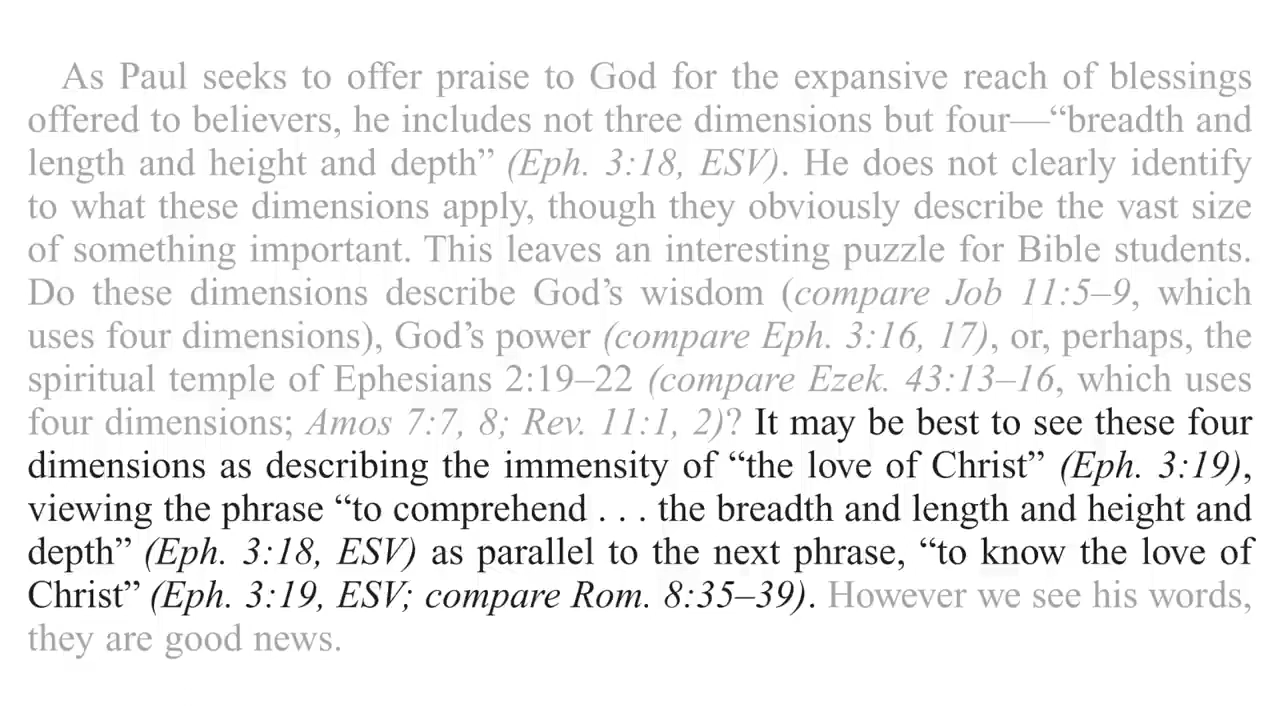 As Paul seeks to offer praise to God for the expansive reach of blessings
offered to believers, he includes not three dimensions but four—“breadth and
length and height and depth” (Eph. 3:18, ESV). He does not clearly identify
to what these dimensions apply, though they obviously describe the vast size
of something important. This leaves an interesting puzzle for Bible students.
Do these dimensions describe God’s wisdom (compare Job 11:5–9, which
uses four dimensions), God’s power (compare Eph. 3:16, 17), or, perhaps, the
spiritual temple of Ephesians 2:19–22 (compare Ezek. 43:13–16, which uses
four dimensions; Amos 7:7, 8; Rev. 11:1, 2)? It may be best to see these four
dimensions as describing the immensity of “the love of Christ” (Eph. 3:19),
viewing the phrase “to comprehend . . . the breadth and length and height and
depth” (Eph. 3:18, ESV) as parallel to the next phrase, “to know the love of
Christ” (Eph. 3:19, ESV; compare Rom. 8:35–39). However we see his words,
they are good news.